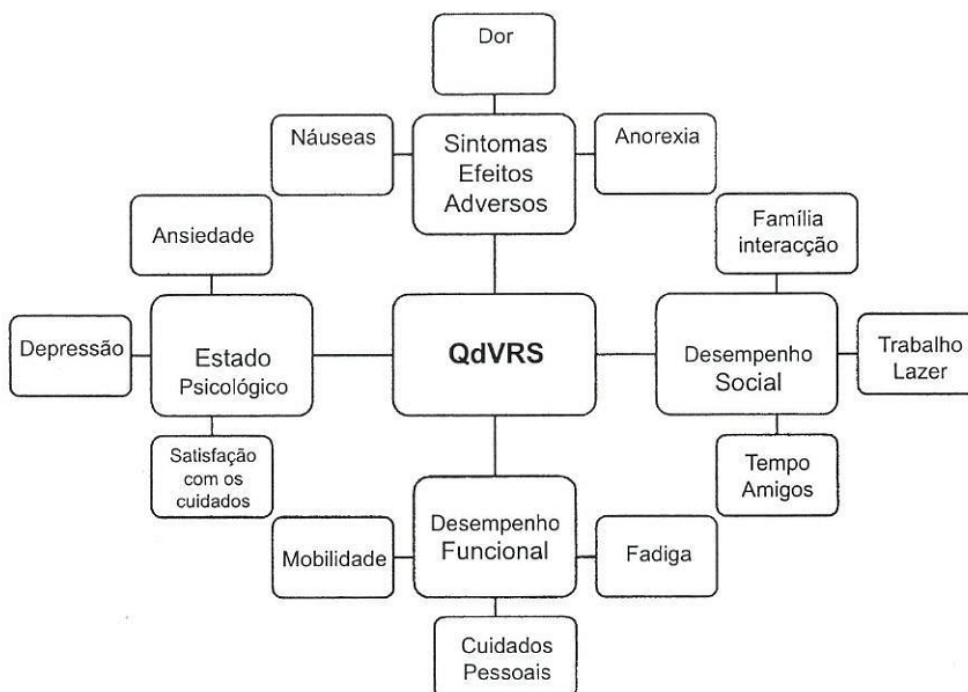 Dor
Náuseas
Sintomas
Efeitos
Adversos
Anorexia
Ansiedade
Família
interacção
Depressão
Estado
Psicológico
QdVRS
Desempenho
Social
Trabalho
Lazer
Satisfação
com os
cuidados
Tempo
Amigos
Mobilidade
Desempenho
Funcional
Fadiga
Cuidados
Pessoais